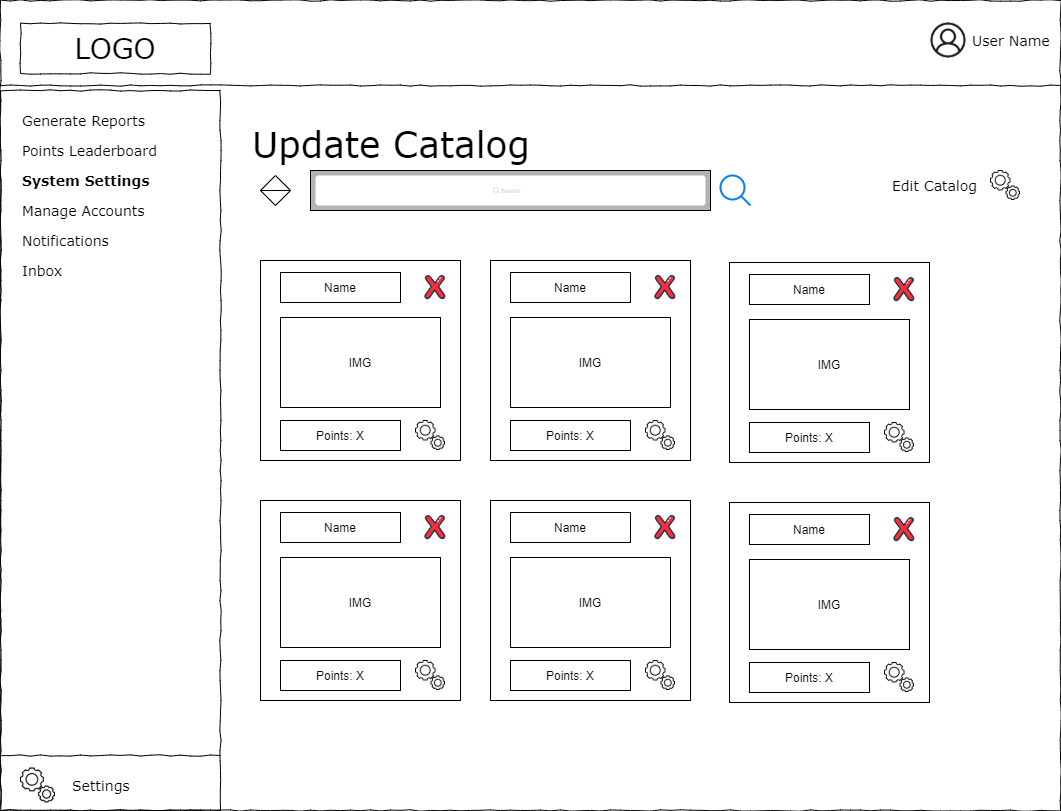 LOGO
User Name
Generate Reports
Points Leaderboard
System Settings
Manage Accounts
Notifications
Inbox
Settings
Update Catalog
Search
Edit Catalog
Name
IMG
Points: X
Name
IMG
Points: X
Name
IMG
Points: X
Name
IMG
Points: X
Name
IMG
Points: X
Name
IMG
Points: X